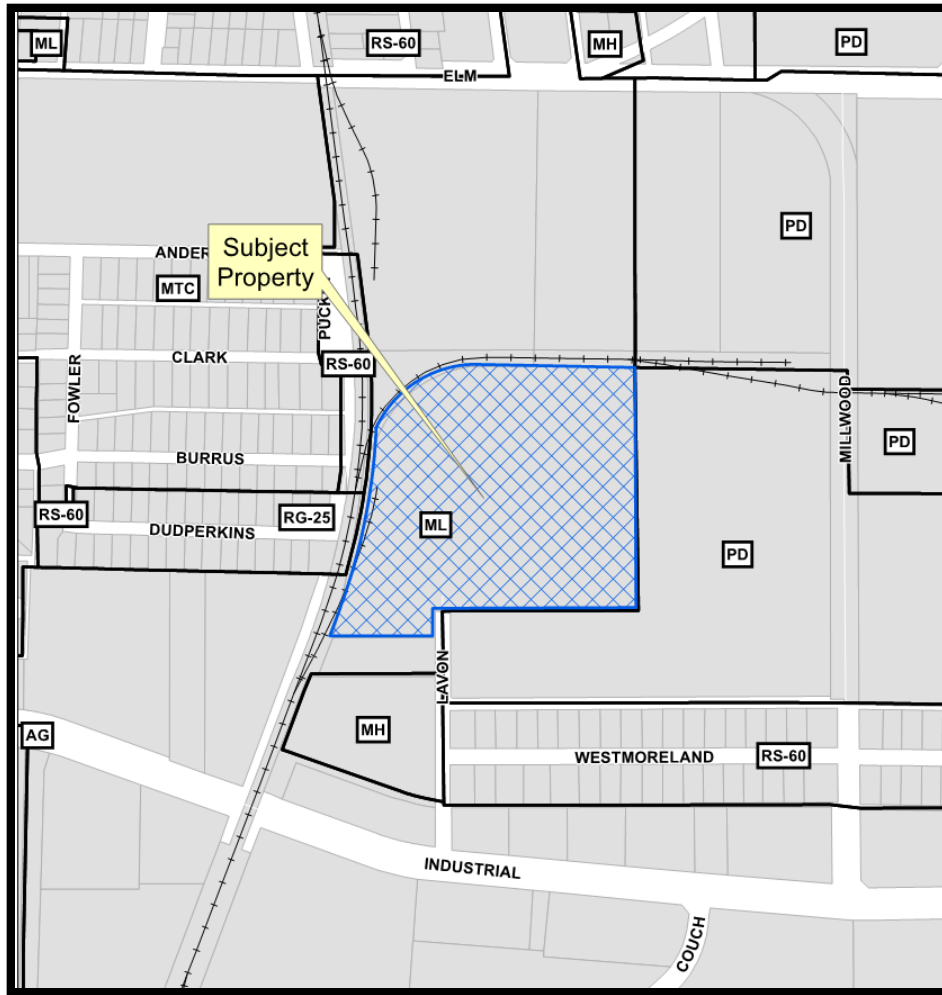 ML
RS-60
MH
PD
ELM
PD
ANDER
Subject
Property
MTC
PUCK
CLARK
RS-60
FOWLER
MILLWOOD
PD
BURRUS
RS-60
RG-25
DUDPERKINS
ML
PD
LAVON
AG
MH
WESTMORELAND
RS-60
INDUSTRIAL
COUCH